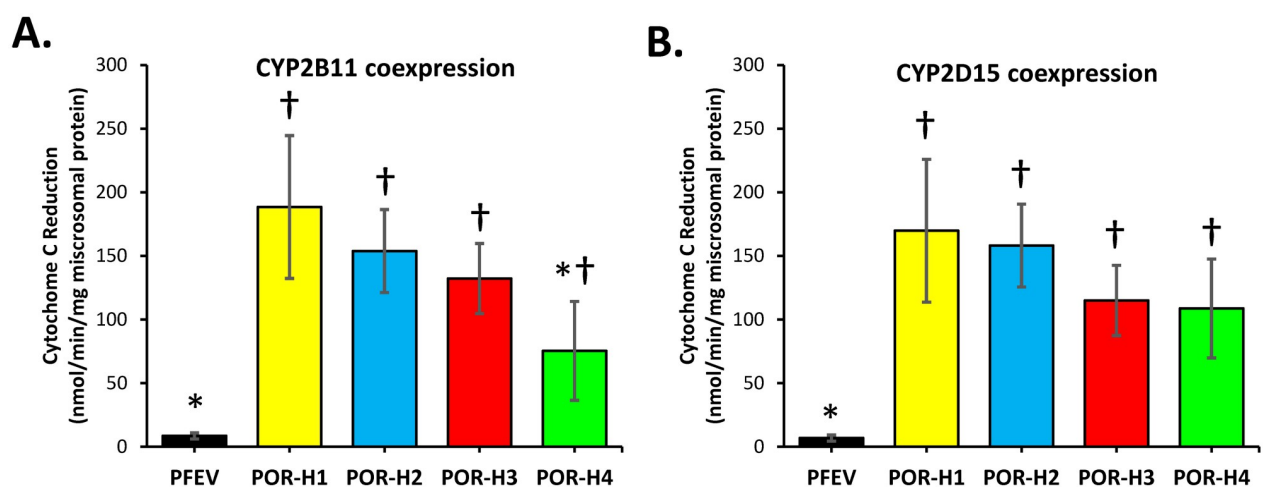 A.
CYP2B11 coexpression
Cytochome C Reduction
(nmol/min/mg miscrosomal protein)
300
250
200
150
100
50
0
†
†
†
*†
*
PFEV POR-H1 POR-H2 POR-H3 POR-H4
B.
CYP2D15 coexpression
Cytochome C Reduction
(nmol/min/mg miscrosomal protein)
300
250
200
150
100
50
0
†
†
†
†
*
PFEV POR-H1 POR-H2 POR-H3 POR-H4